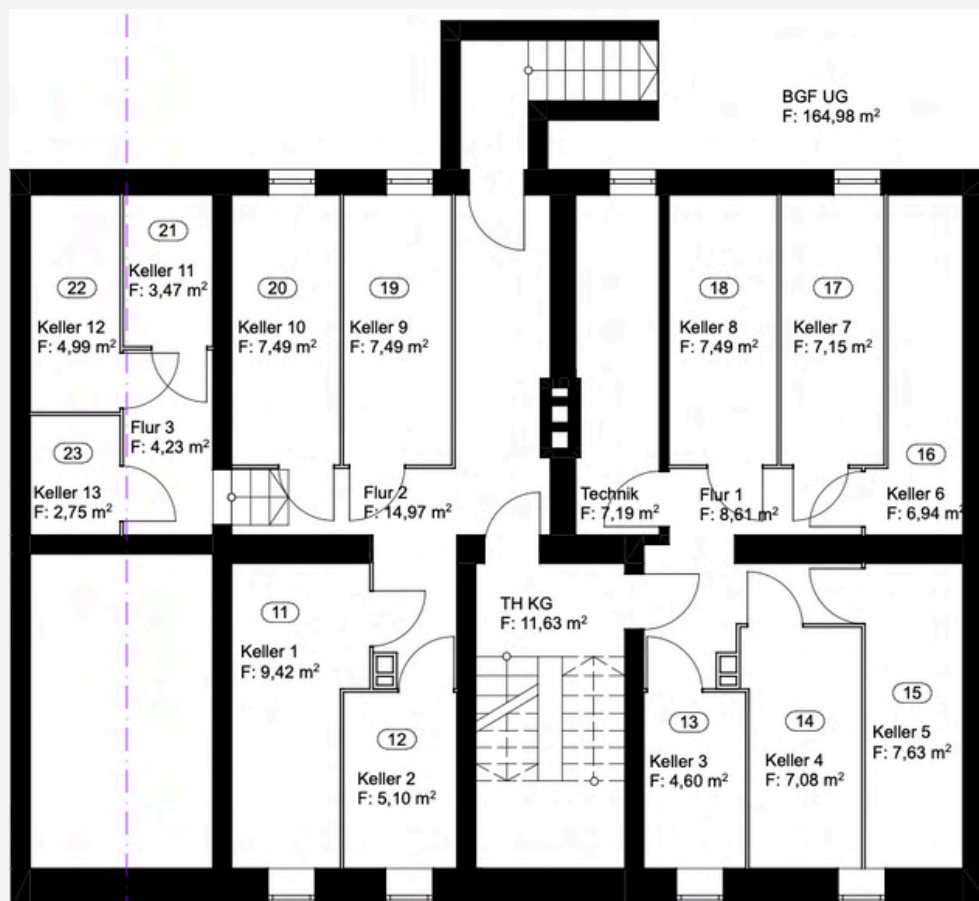 BGF UG
F: 164,98 m²
21
Keller 11
F: 3,47 m²
22
Keller 12
F: 4,99 m²
20
Keller 10
F: 7,49 m²
19
Keller 9
F: 7,49 m²
18
Keller 8
F: 7,49 m²
17
Keller 7
F: 7,15 m²
16
Keller 6
F: 6,94 m²
Flur 3
F: 4,23 m²
23
Keller 13
F: 2,75 m²
Flur 2
F: 14,97 m²
Technik
F: 7,19 m²
Flur 1
F: 8,61 m²
11
Keller 1
F: 9,42 m²
TH KG
F: 11,63 m²
12
Keller 2
F: 5,10 m²
13
Keller 3
F: 4,60 m²
14
Keller 4
F: 7,08 m²
15
Keller 5
F: 7,63 m²